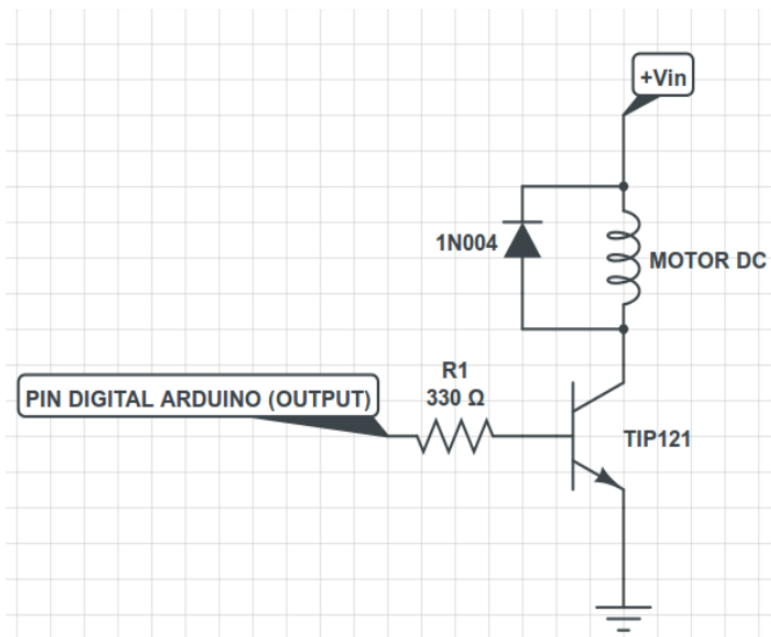 +Vin
1N004
MOTOR DC
R1
330 Ω
PIN DIGITAL ARDUINO (OUTPUT)
TIP121